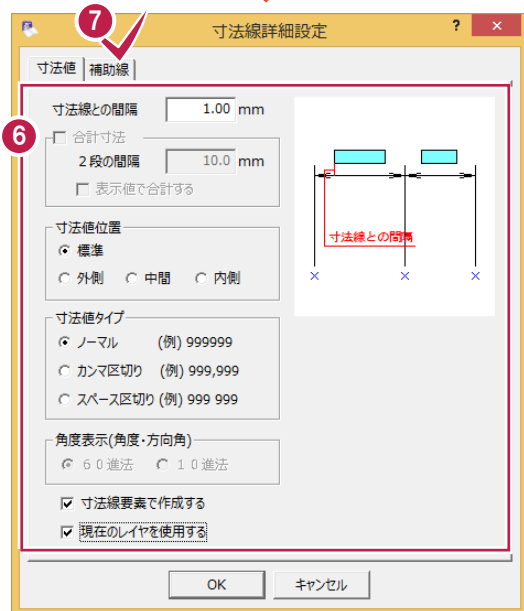 7
寸法線詳細設定 ? ×
寸法値 補助線
6
寸法線との間隔 1.00 mm
合計寸法
2段の間隔 10.0 mm
表示値で合計する
寸法値位置
標準
外側 中間 内側
寸法線との間隔
× × ×
寸法値タイプ
ノーマル (例) 999999
カンマ区切り (例) 999,999
スペース区切り (例) 999 999
角度表示(角度・方向角)
60進法 10進法
寸法線要素で作成する
現在のレイヤを使用する
OK キャンセル